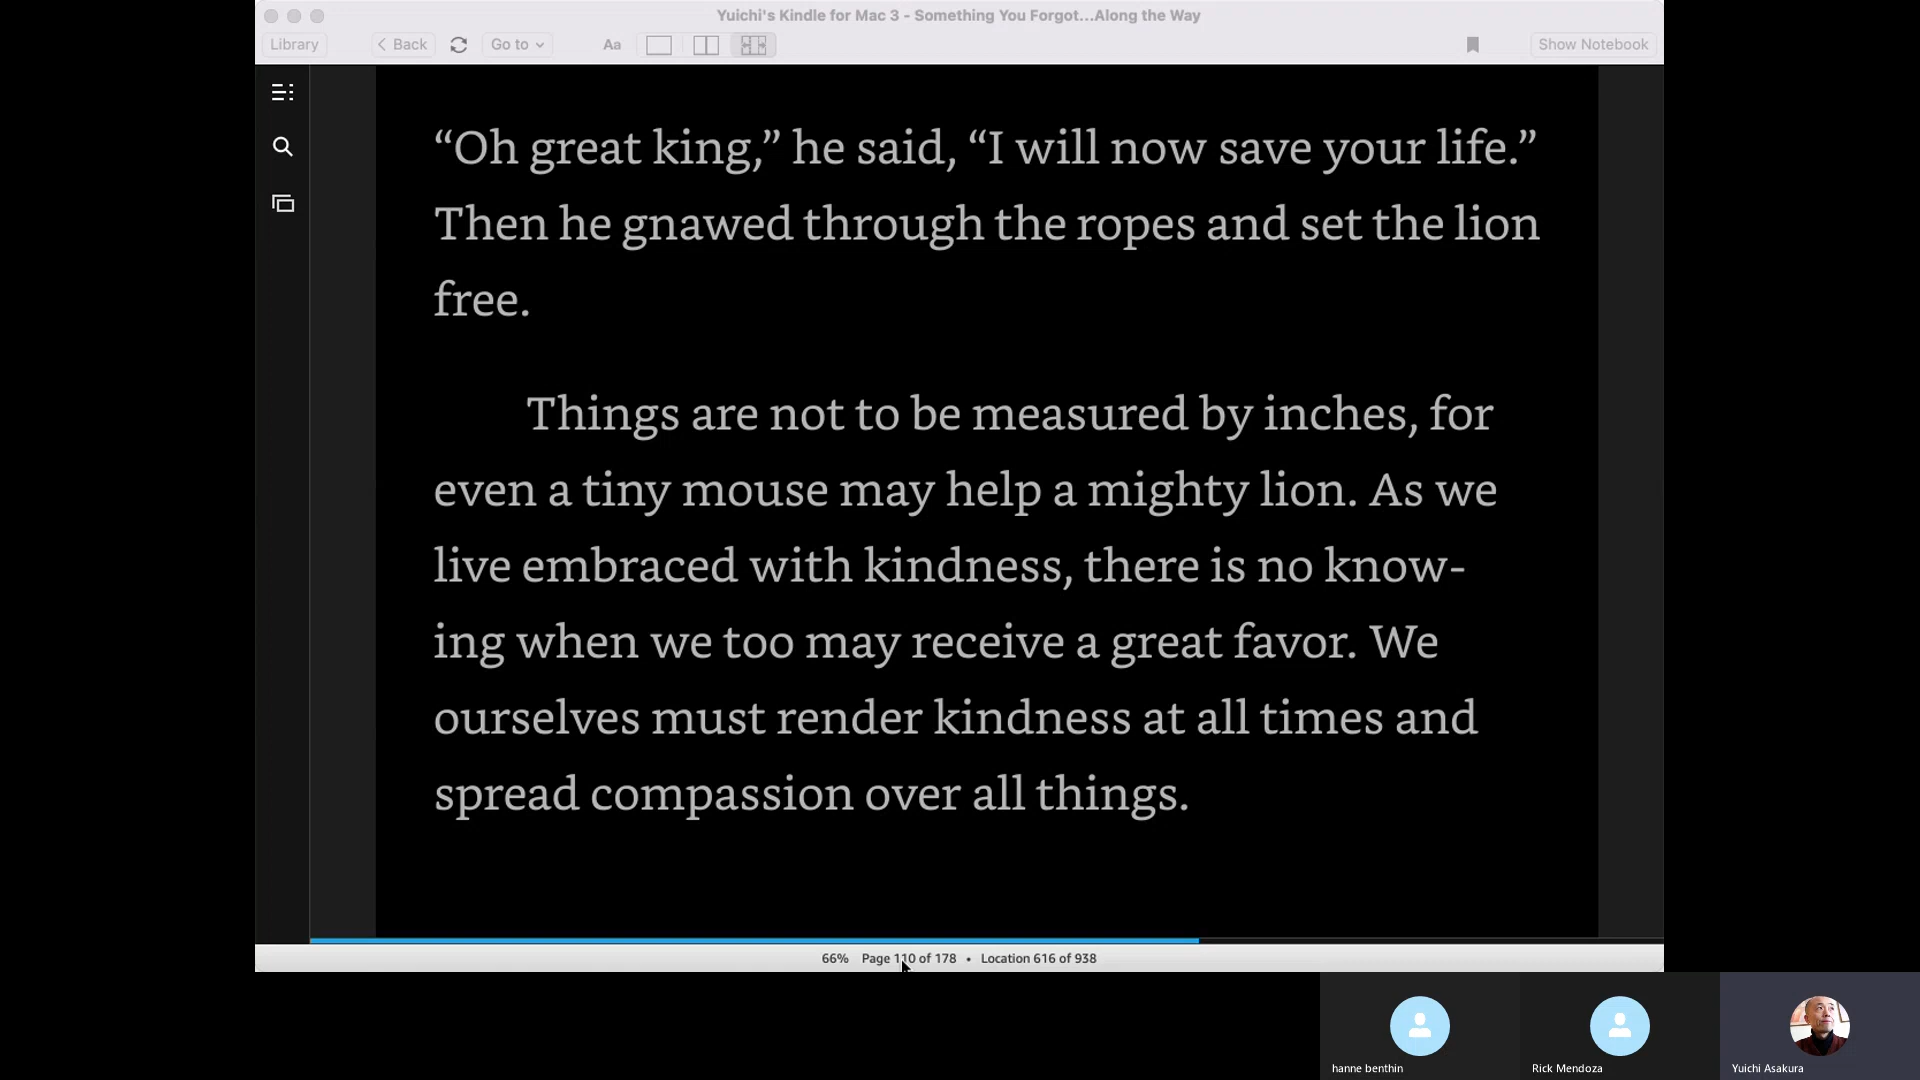 Yuichi's Kindle for Mac 3 - Something You Forgot...Along the Way
Library
Back
Go to
Aa
Show Notebook
“Oh great king,” he said, “I will now save your life.”
Then he gnawed through the ropes and set the lion
free.
Things are not to be measured by inches, for
even a tiny mouse may help a mighty lion. As we
live embraced with kindness, there is no know-
ing when we too may receive a great favor. We
ourselves must render kindness at all times and
spread compassion over all things.
66% Page 110 of 178 • Location 616 of 938
hanne benthin
Rick Mendoza
Yuichi Asakura